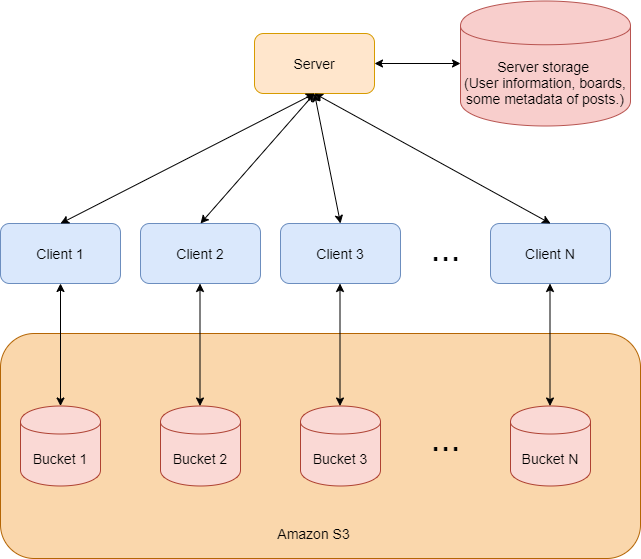 Server
Server storage
(User information, boards,
some metadata of posts.)
Client 1
Client 2
Client 3
...
Client N
Bucket 1
Bucket 2
Bucket 3
...
Bucket N
Amazon S3